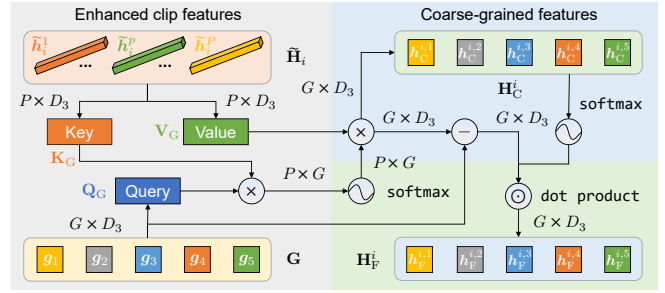 Enhanced clip features
Coarse-grained features
h̃_i^1 h̃_i^p h̃_i^P
... ...
H̃_i
h_C^{i,1} h_C^{i,2} h_C^{i,3} h_C^{i,4} h_C^{i,5}
H_C^i
G × D_3
P × D_3 P × D_3
G × D_3 G × D_3
softmax
Key
V_G Value
×
−
K_G
P × G
Q_G Query
×
P × G
softmax
dot product
G × D_3
G × D_3
g_1 g_2 g_3 g_4 g_5
G
H_F^i
h_F^{i,1} h_F^{i,2} h_F^{i,3} h_F^{i,4} h_F^{i,5}